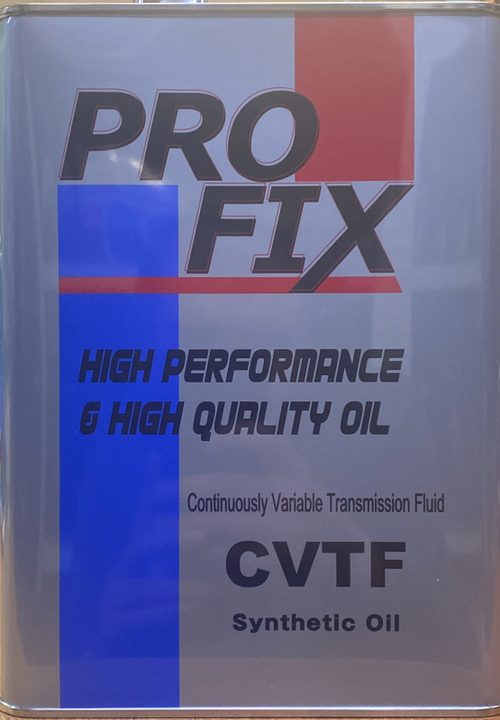 PRO
FIX
HIGH PERFORMANCE
& HIGH QUALITY OIL
Continuously Variable Transmission Fluid
CVTF
Synthetic Oil